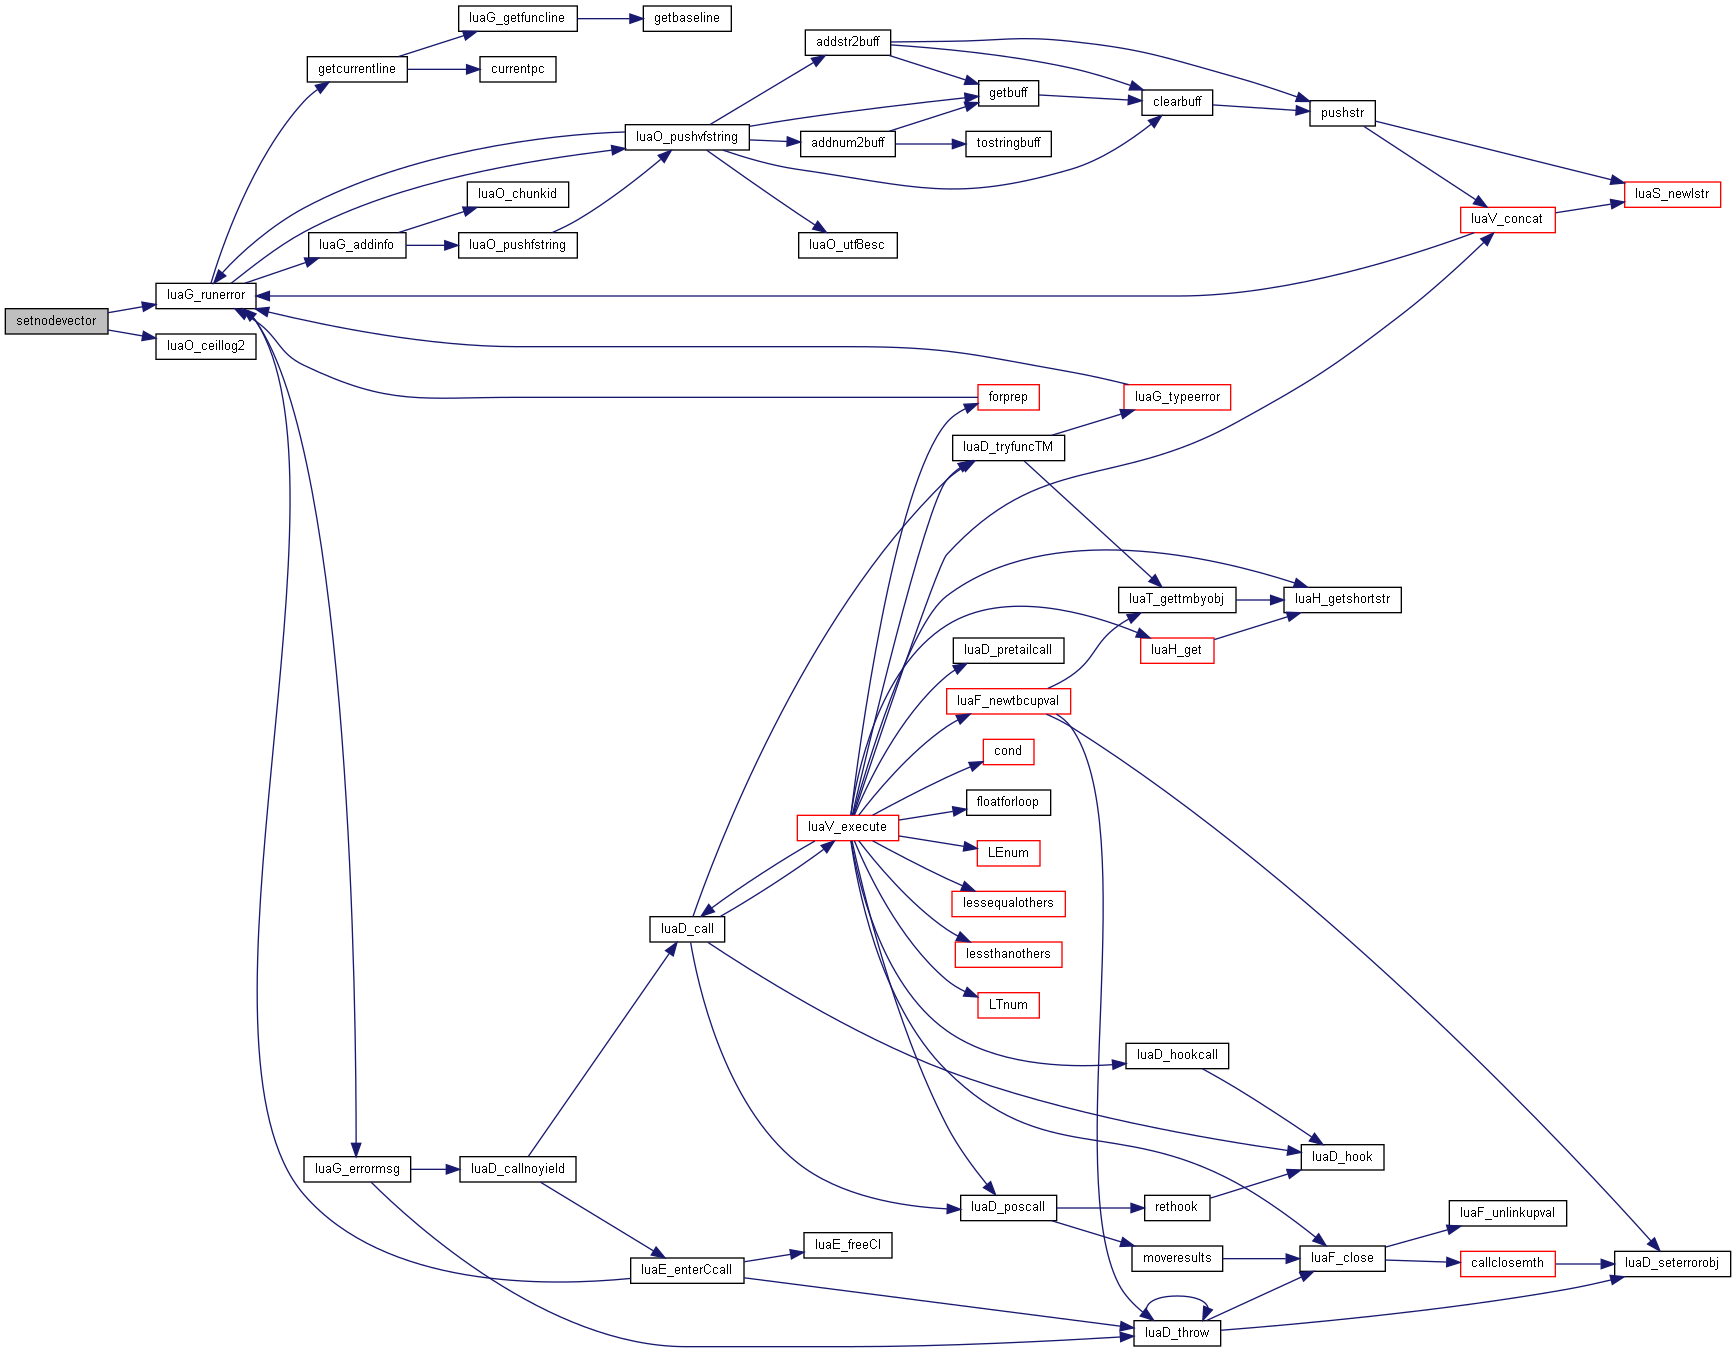 luaG_getfuncline
getbaseline
addstr2buff
getcurrentline
currentpc
getbuff
clearbuff
pushstr
luaO_pushvfstring
addnum2buff
tostringbuff
luaO_chunkid
luaS_newlstr
luaV_concat
luaG_addinfo
luaO_pushfstring
luaO_utf8esc
luaG_runerror
setnodevector
luaO_ceillog2
forprep
luaG_typeerror
luaD_tryfuncTM
luaT_gettmbyobj
luaH_getshortstr
luaD_pretailcall
luaH_get
luaF_newtbcupval
cond
floatforloop
luaV_execute
LEnum
lessequalothers
luaD_call
lessthanothers
LTnum
luaD_hookcall
luaD_hook
luaG_errormsg
luaD_callnoyield
luaD_poscall
rethook
luaF_unlinkupval
luaE_freeCI
moveresults
luaF_close
callclosemth
luaD_seterrorobj
luaE_enterCcall
luaD_throw